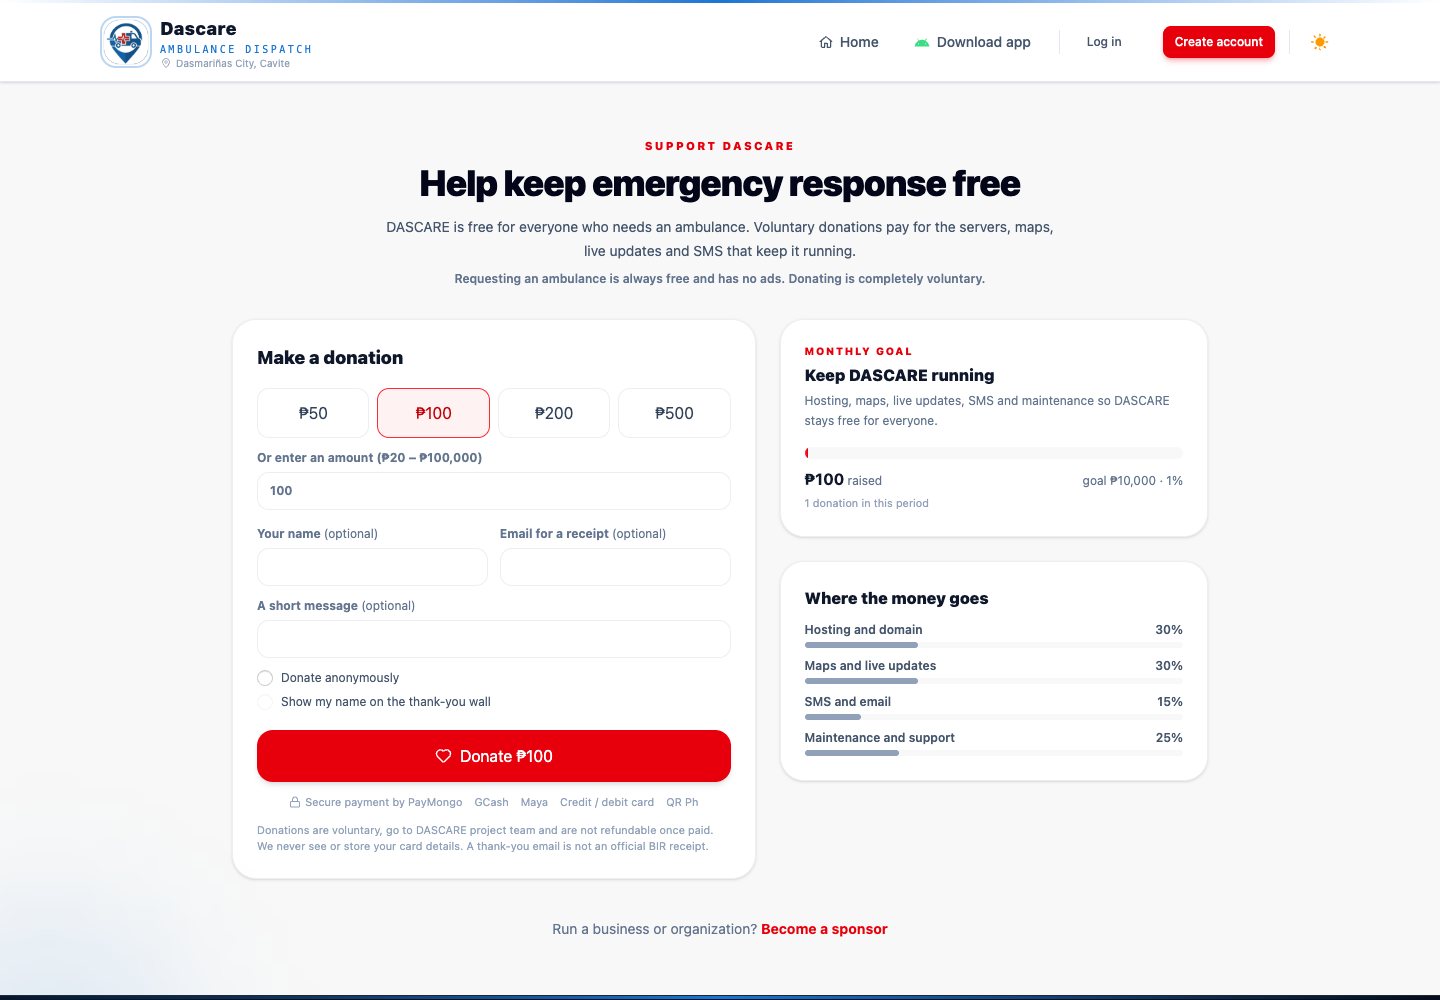 Dascare
AMBULANCE DISPATCH
Dasmariñas City, Cavite
Home
Download app
Log in
Create account
SUPPORT DASCARE
Help keep emergency response free
DASCARE is free for everyone who needs an ambulance. Voluntary donations pay for the servers, maps,
live updates and SMS that keep it running.
Requesting an ambulance is always free and has no ads. Donating is completely voluntary.
Make a donation
₱50
₱100
₱200
₱500
Or enter an amount (₱20 – ₱100,000)
100
Your name (optional)
Email for a receipt (optional)
A short message (optional)
Donate anonymously
Show my name on the thank-you wall
Donate ₱100
Secure payment by PayMongo GCash Maya Credit / debit card QR Ph
Donations are voluntary, go to DASCARE project team and are not refundable once paid.
We never see or store your card details. A thank-you email is not an official BIR receipt.
MONTHLY GOAL
Keep DASCARE running
Hosting, maps, live updates, SMS and maintenance so DASCARE
stays free for everyone.
₱100 raised
goal ₱10,000 · 1%
1 donation in this period
Where the money goes
Hosting and domain 30%
Maps and live updates 30%
SMS and email 15%
Maintenance and support 25%
Run a business or organization? Become a sponsor